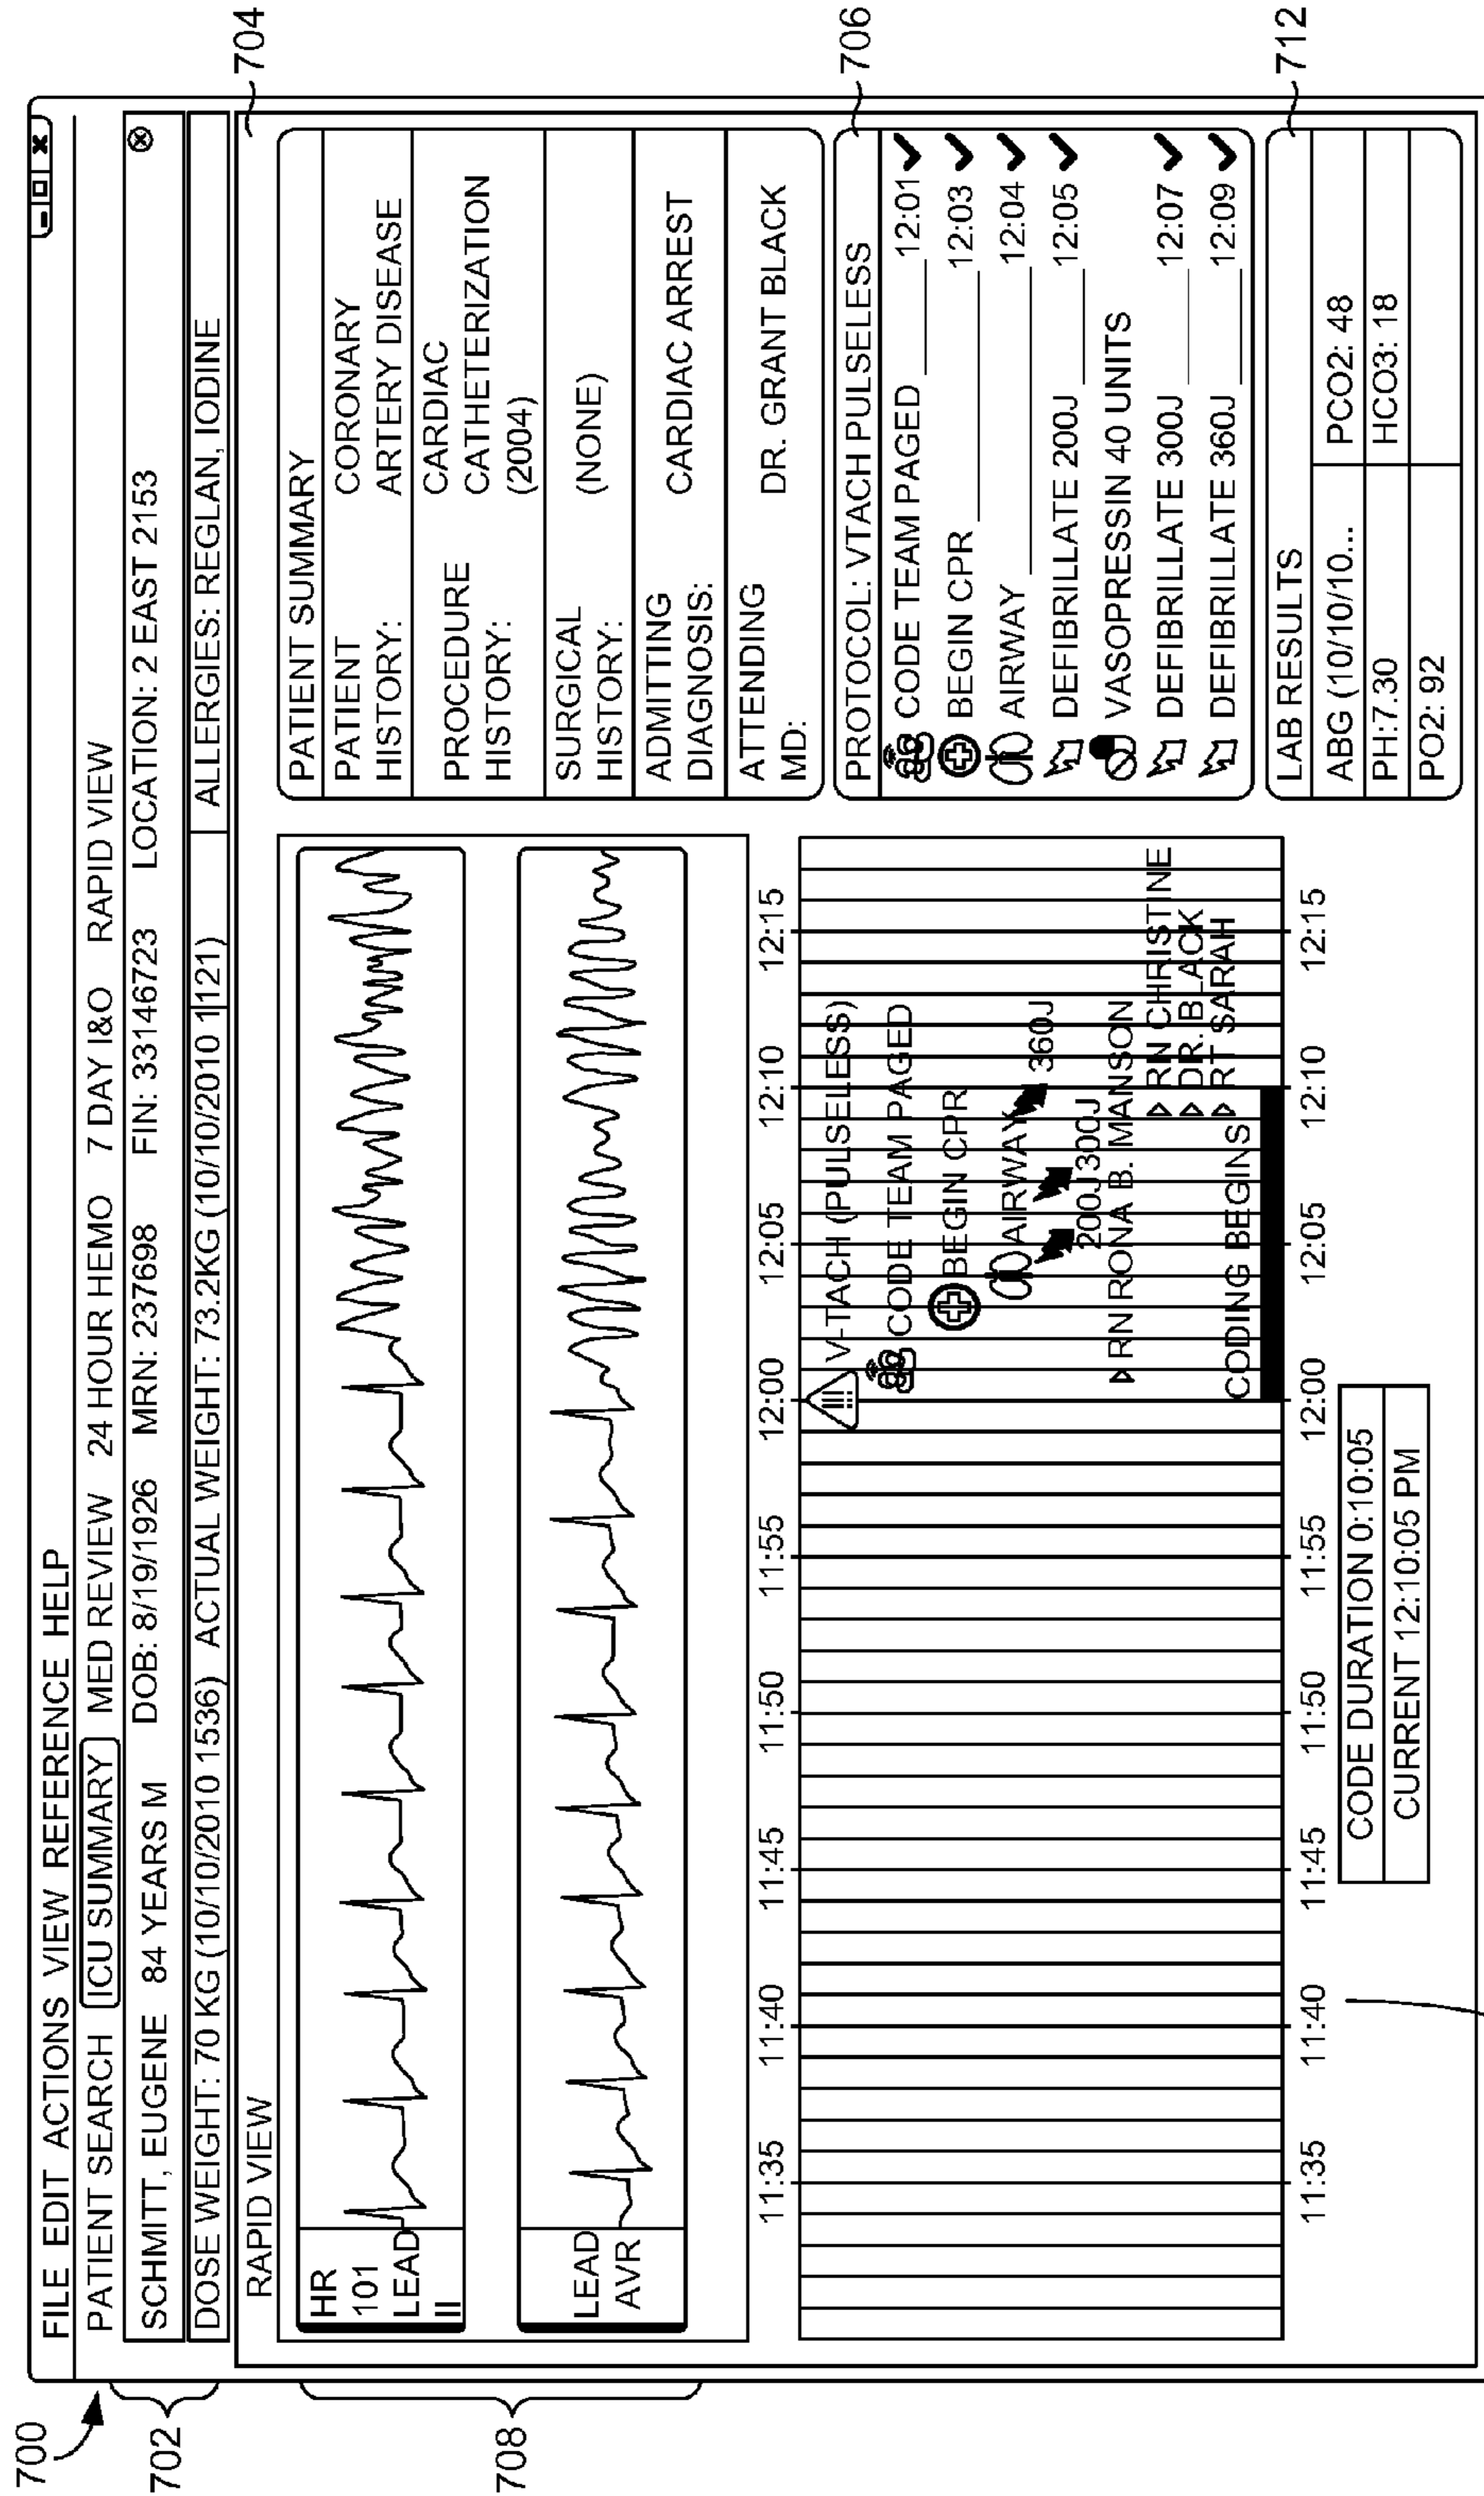 700
FILE EDIT ACTIONS VIEW REFERENCE HELP
PATIENT SEARCH ICU SUMMARY MED REVIEW 24 HOUR HEMO 7 DAY I&O RAPID VIEW
702
SCHMITT, EUGENE 84 YEARS M DOB: 8/19/1926 MRN: 237698 FIN: 33146723 LOCATION: 2 EAST 2153
DOSE WEIGHT: 70 KG (10/10/2010 1536) ACTUAL WEIGHT: 73.2KG (10/10/2010 1121) ALLERGIES: REGLAN, IODINE
RAPID VIEW
704
708
HR
101
LEAD
II
LEAD
AVR
PATIENT SUMMARY
PATIENT HISTORY: CORONARY ARTERY DISEASE
PROCEDURE HISTORY: CARDIAC CATHETERIZATION (2004)
SURGICAL HISTORY: (NONE)
ADMITTING DIAGNOSIS: CARDIAC ARREST
ATTENDING MD: DR. GRANT BLACK
706
PROTOCOL: VTACH PULSELESS
CODE TEAM PAGED 12:01
BEGIN CPR 12:03
AIRWAY 12:04
DEFIBRILLATE 200J 12:05
VASOPRESSIN 40 UNITS
DEFIBRILLATE 300J 12:07
DEFIBRILLATE 360J 12:09
712
LAB RESULTS
ABG (10/10/10... PCO2: 48
PH:7.30 HCO3: 18
PO2: 92
11:35 11:40 11:45 11:50 11:55 12:00 12:05 12:10 12:15
V-TACH (PULSELESS)
CODE TEAM PAGED
BEGIN CPR
AIRWAY
360J
200J 300J
RN RONA B. MANSON
RN CHRISTINE
DR. BLACK
RT SARAH
CODING BEGINS
11:35 11:40 11:45 11:50 11:55 12:00 12:05 12:10 12:15
CODE DURATION 0:10:05
CURRENT 12:10:05 PM